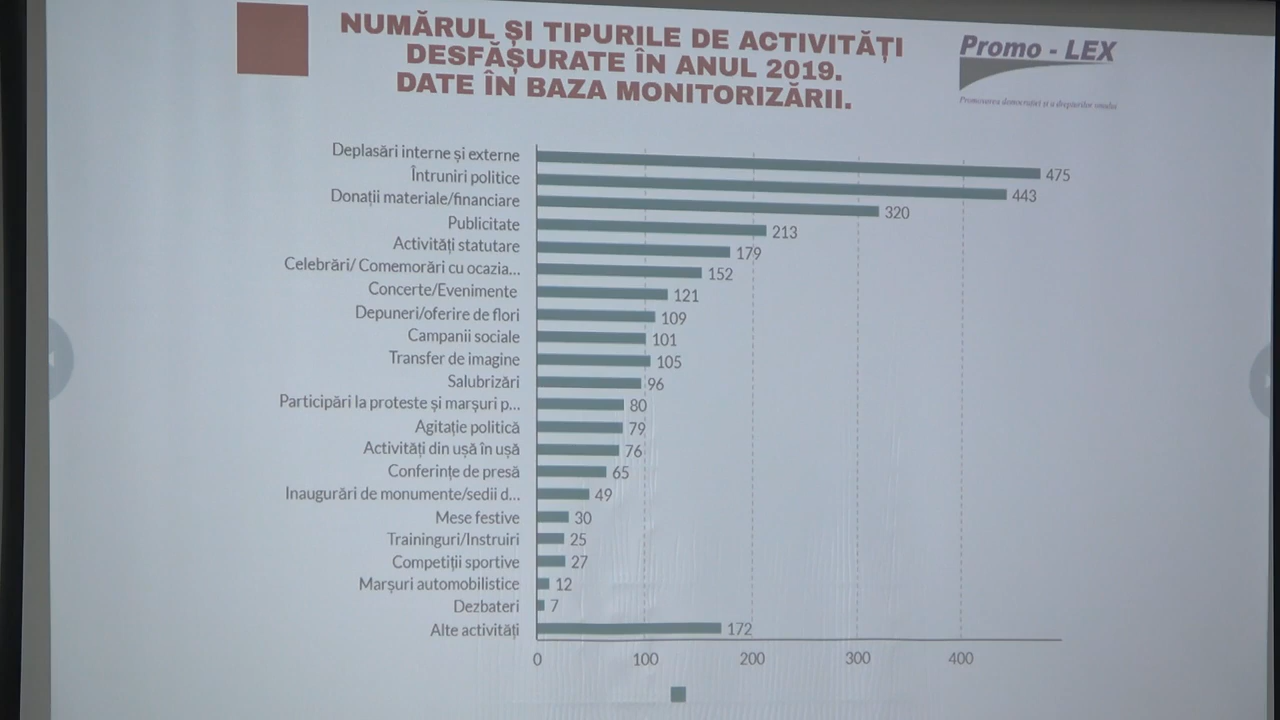 NUMĂRUL ȘI TIPURILE DE ACTIVITĂȚI
DESFĂȘURATE ÎN ANUL 2019.
DATE ÎN BAZA MONITORIZĂRII.
Promo - LEX
Promovarea democrației și a drepturilor omului
Deplasări interne și externe 475
Întruniri politice 443
Donații materiale/financiare 320
Publicitate 213
Activități statutare 179
Celebrări/ Comemorări cu ocazia... 152
Concerte/Evenimente 121
Depuneri/oferire de flori 109
Campanii sociale 101
Transfer de imagine 105
Salubrizări 96
Participări la proteste și marșuri p... 80
Agitație politică 79
Activități din ușă în ușă 76
Conferințe de presă 65
Inaugurări de monumente/sedii d... 49
Mese festive 30
Traininguri/Instruiri 25
Competiții sportive 27
Marșuri automobilistice 12
Dezbateri 7
Alte activități 172
0 100 200 300 400